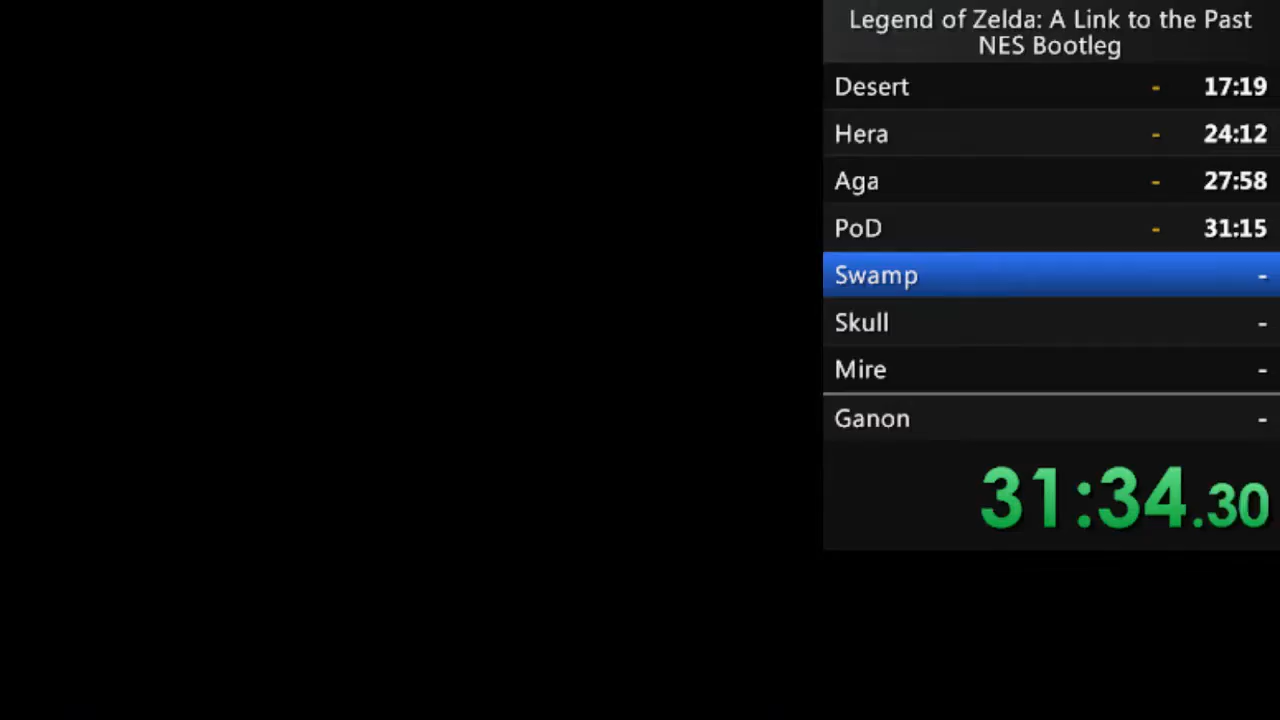 Legend of Zelda: A Link to the Past
NES Bootleg
Desert - 17:19
Hera - 24:12
Aga - 27:58
PoD - 31:15
Swamp -
Skull -
Mire -
Ganon -
31:34.30